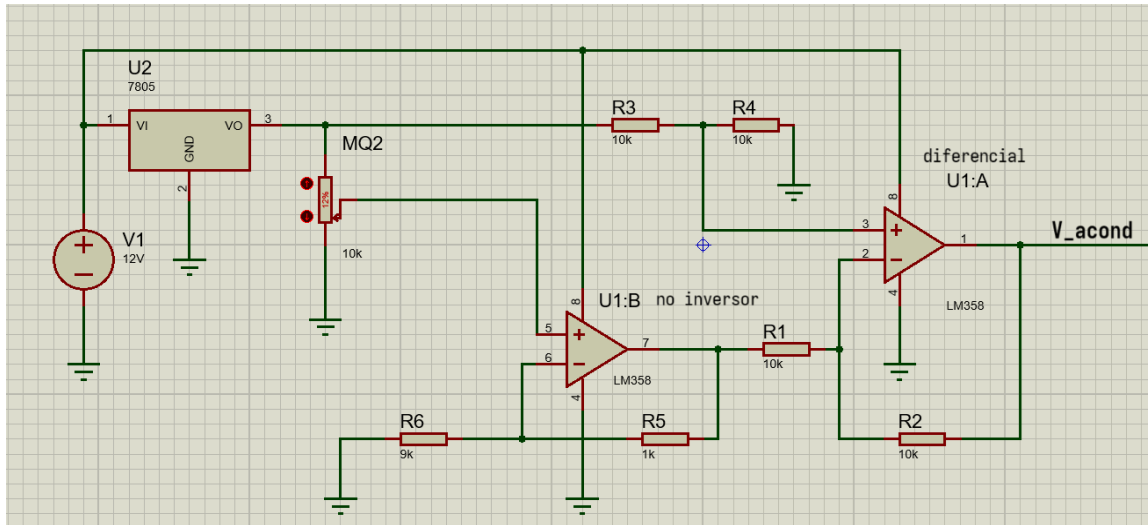 U2
7805
1
VI
VO
3
GND
2
V1
12V
MQ2
12%
10k
R3
10k
R4
10k
diferencial
U1:A
8
3
2
1
4
LM358
V_acond
U1:B
no inversor
8
5
6
7
4
LM358
R1
10k
R6
9k
R5
1k
R2
10k